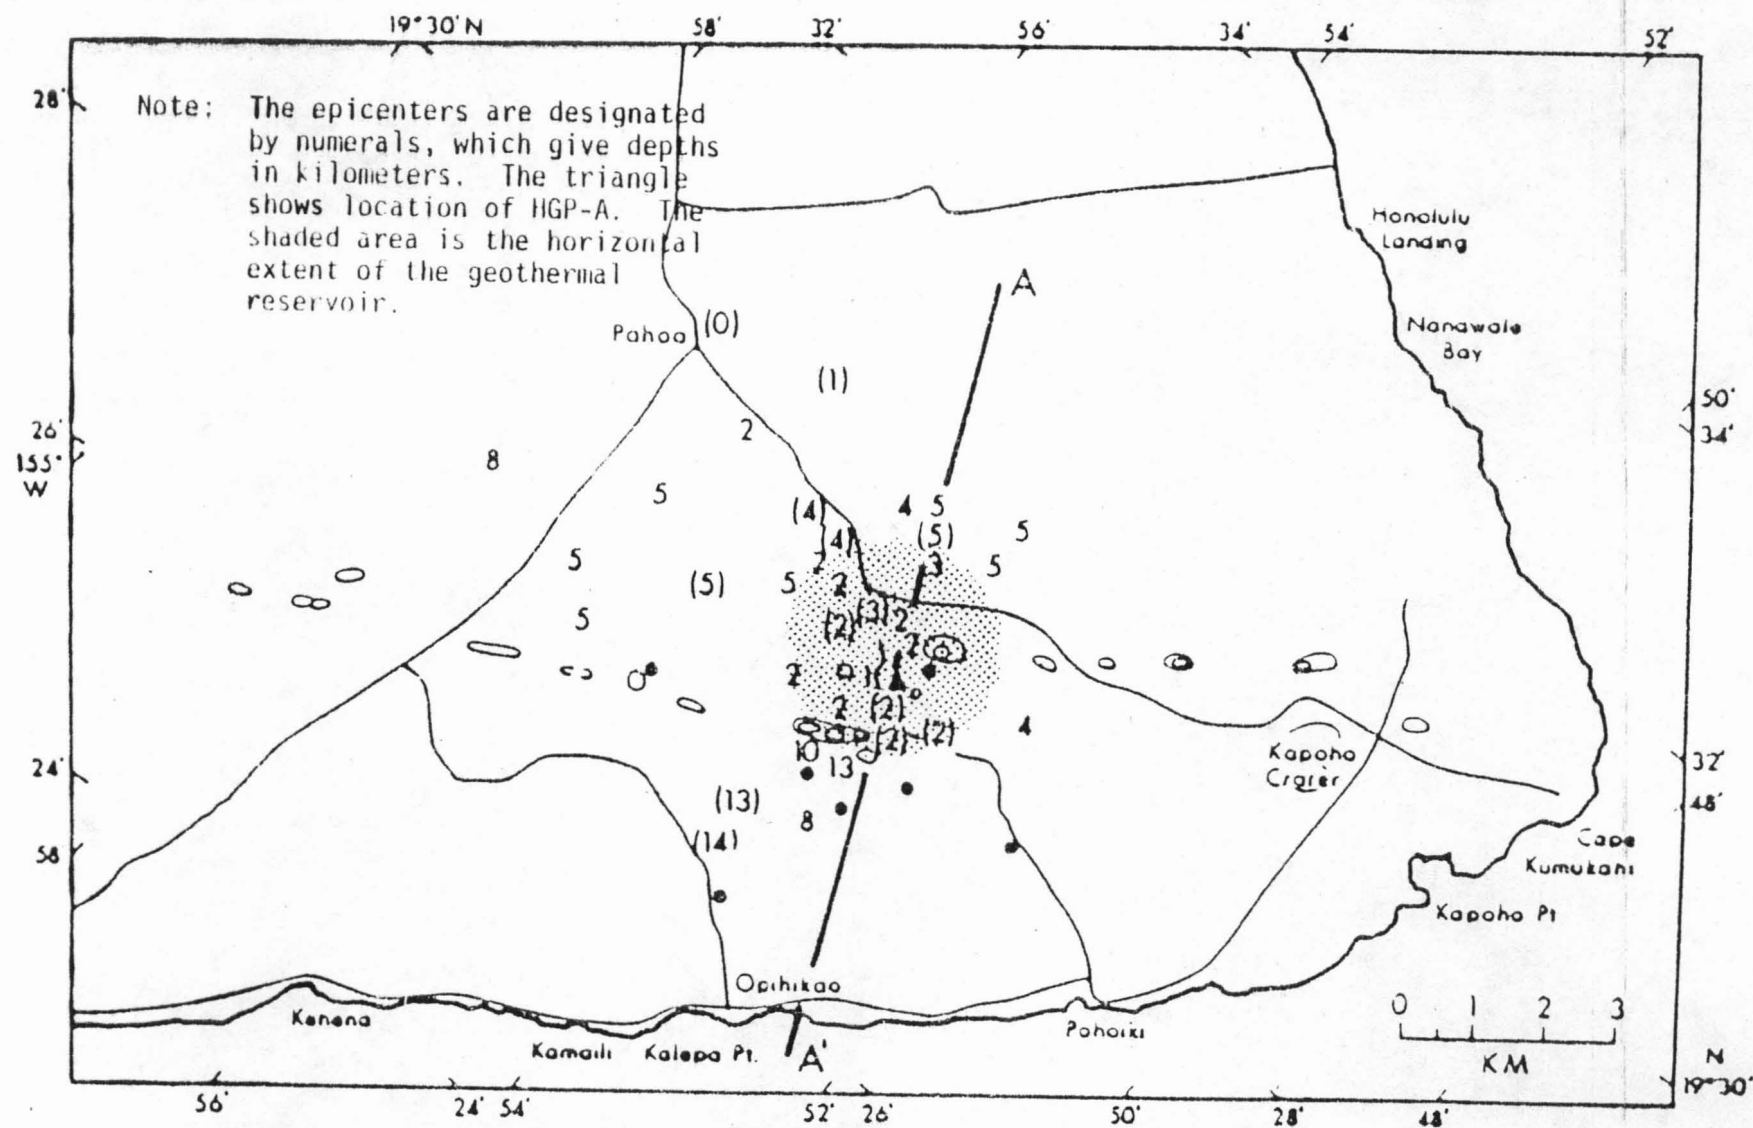 19°30'N 58' 32' 56' 34' 54' 52'
28'
Note: The epicenters are designated
by numerals, which give depths
in kilometers. The triangle
shows location of HGP-A. The
shaded area is the horizontal
extent of the geothermal
reservoir.
Honolulu
Landing
A
Pahoa (0)
Nanawale
Bay
(1)
50'
26' 2 34'
155°
W
8
5
(4) 4 5
(4) (5) 5
5 2 3 5
(5) 5 2
5 (3) 2
(2) 2
2 1
2 (2)
(2) (2) 4
10 13
Kapoho
Crater
24' 32'
(13) 48'
8
(14)
58'
Cape
Kumukahi
Kapoho Pt
Opihikao
Kehena
Kamaili Kalepa Pt. A' Pohoiki
0 1 2 3
KM
N
19°30'
56' 24' 54' 52' 26' 50' 28' 48'